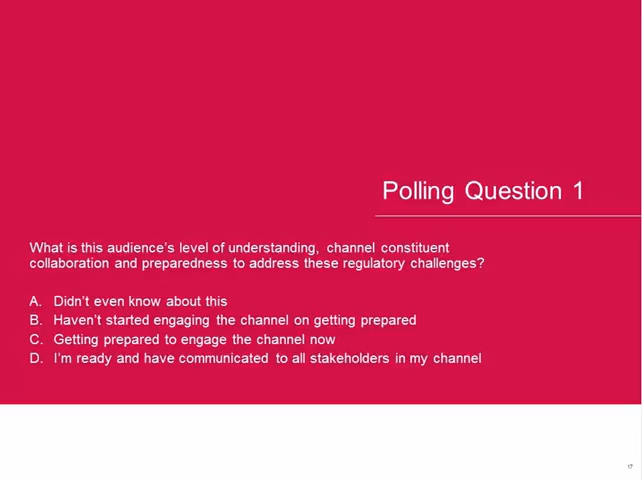 Polling Question 1
What is this audience’s level of understanding, channel constituent
collaboration and preparedness to address these regulatory challenges?
A. Didn’t even know about this
B. Haven’t started engaging the channel on getting prepared
C. Getting prepared to engage the channel now
D. I’m ready and have communicated to all stakeholders in my channel
17